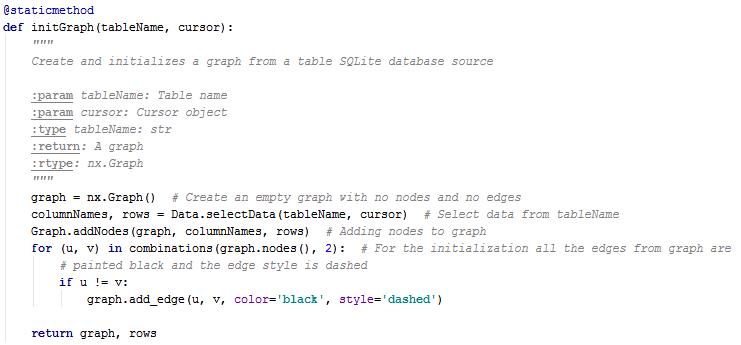 @staticmethod
def initGraph(tableName, cursor):
    """
    Create and initializes a graph from a table SQLite database source

    :param tableName: Table name
    :param cursor: Cursor object
    :type tableName: str
    :return: A graph
    :rtype: nx.Graph
    """
    graph = nx.Graph()  # Create an empty graph with no nodes and no edges
    columnNames, rows = Data.selectData(tableName, cursor)  # Select data from tableName
    Graph.addNodes(graph, columnNames, rows)  # Adding nodes to graph
    for (u, v) in combinations(graph.nodes(), 2):  # For the initialization all the edges from graph are
        # painted black and the edge style is dashed
        if u != v:
            graph.add_edge(u, v, color='black', style='dashed')

    return graph, rows